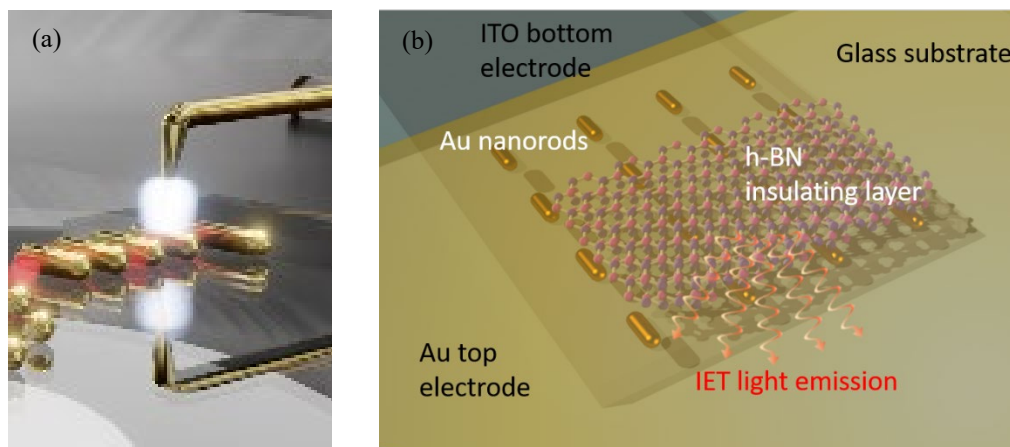 (a)
(b)
ITO bottom
electrode
Glass substrate
Au nanorods
h-BN
insulating layer
Au top
electrode
IET light emission